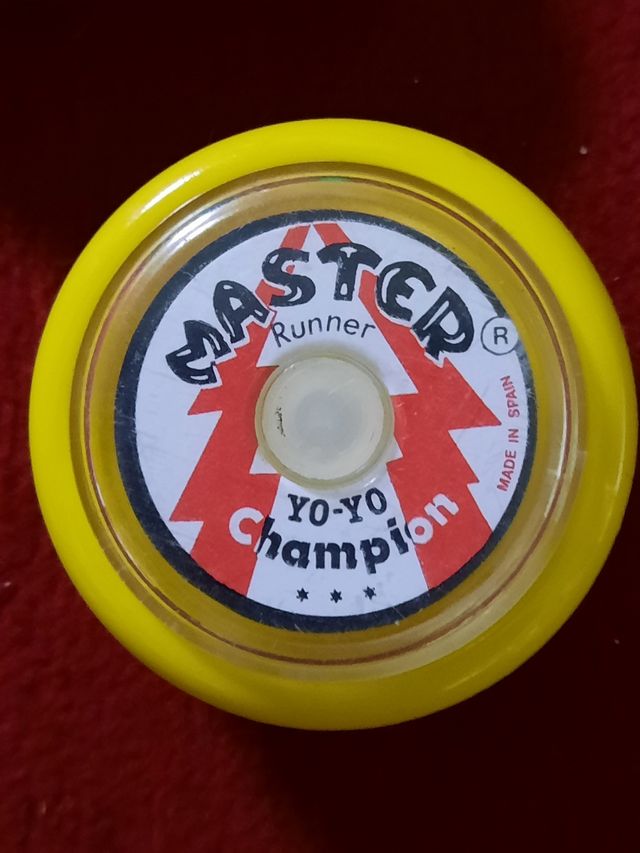 MASTER ®
Runner
MADE IN SPAIN
YO-YO
Champion
★ ★ ★